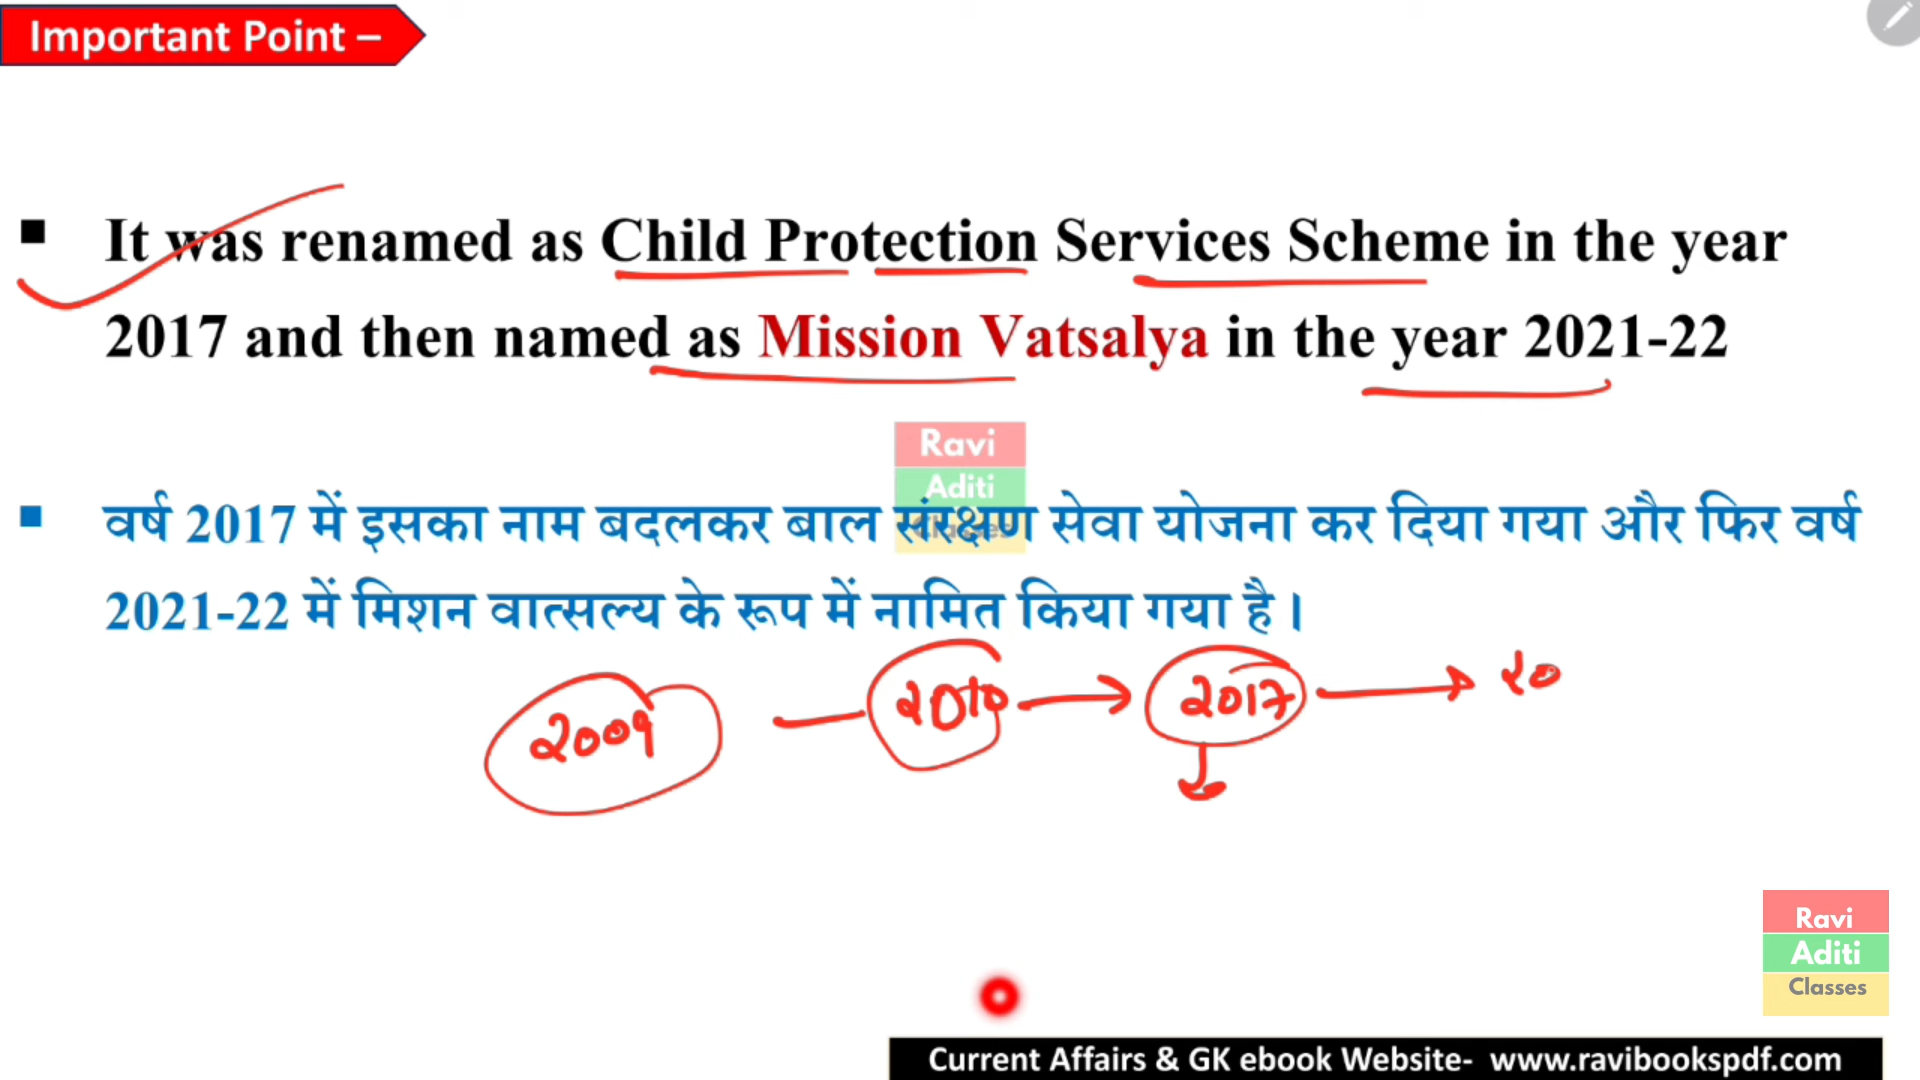 Important Point –
It was renamed as Child Protection Services Scheme in the year
2017 and then named as Mission Vatsalya in the year 2021-22
Ravi
Aditi
Classes
वर्ष 2017 में इसका नाम बदलकर बाल संरक्षण सेवा योजना कर दिया गया और फिर वर्ष
2021-22 में मिशन वात्सल्य के रूप में नामित किया गया है।
2009 2010 2017 20
Ravi
Aditi
Classes
Current Affairs & GK ebook Website- www.ravibookspdf.com